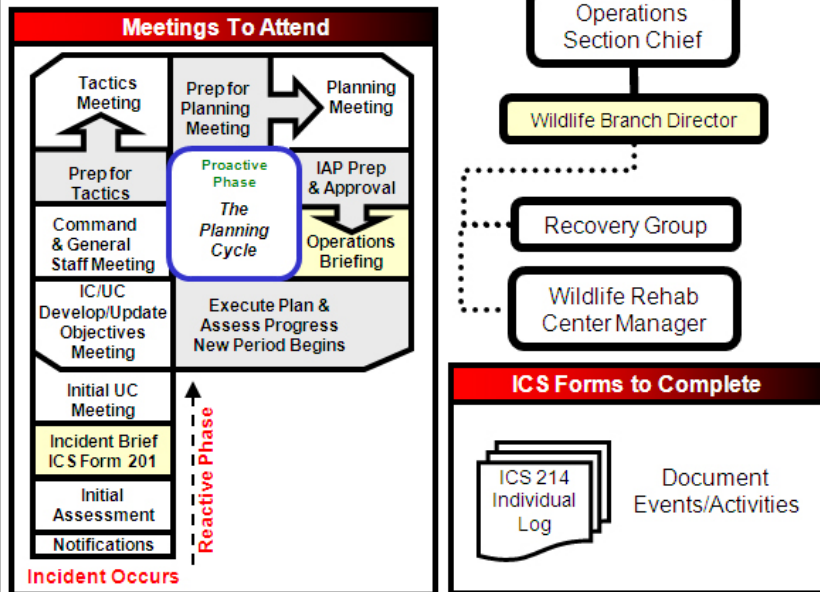 Meetings To Attend
Tactics
Meeting
Prep for
Planning
Meeting
Planning
Meeting
Prep for
Tactics
Proactive
Phase
The
Planning
Cycle
IAP Prep
& Approval
Command
& General
Staff Meeting
Operations
Briefing
IC/UC
Develop/Update
Objectives
Meeting
Execute Plan &
Assess Progress
New Period Begins
Initial UC
Meeting
Incident Brief
ICS Form 201
Initial
Assessment
Notifications
Reactive Phase
Incident Occurs
Operations
Section Chief
Wildlife Branch Director
Recovery Group
Wildlife Rehab
Center Manager
ICS Forms to Complete
ICS 214
Individual
Log
Document
Events/Activities